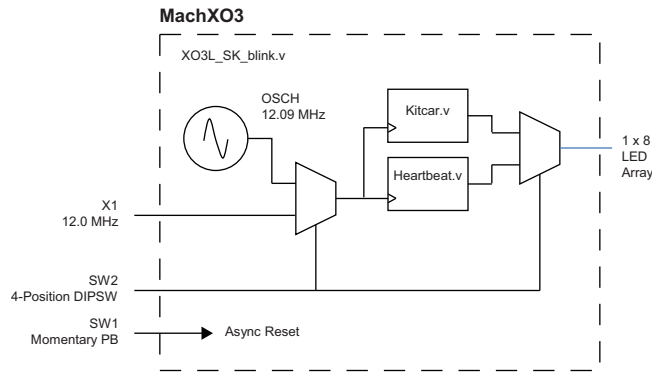 MachXO3
XO3L_SK_blink.v
OSCH
12.09 MHz
Kitcar.v
Heartbeat.v
1 x 8
LED
Array
X1
12.0 MHz
SW2
4-Position DIPSW
SW1
Momentary PB
Async Reset